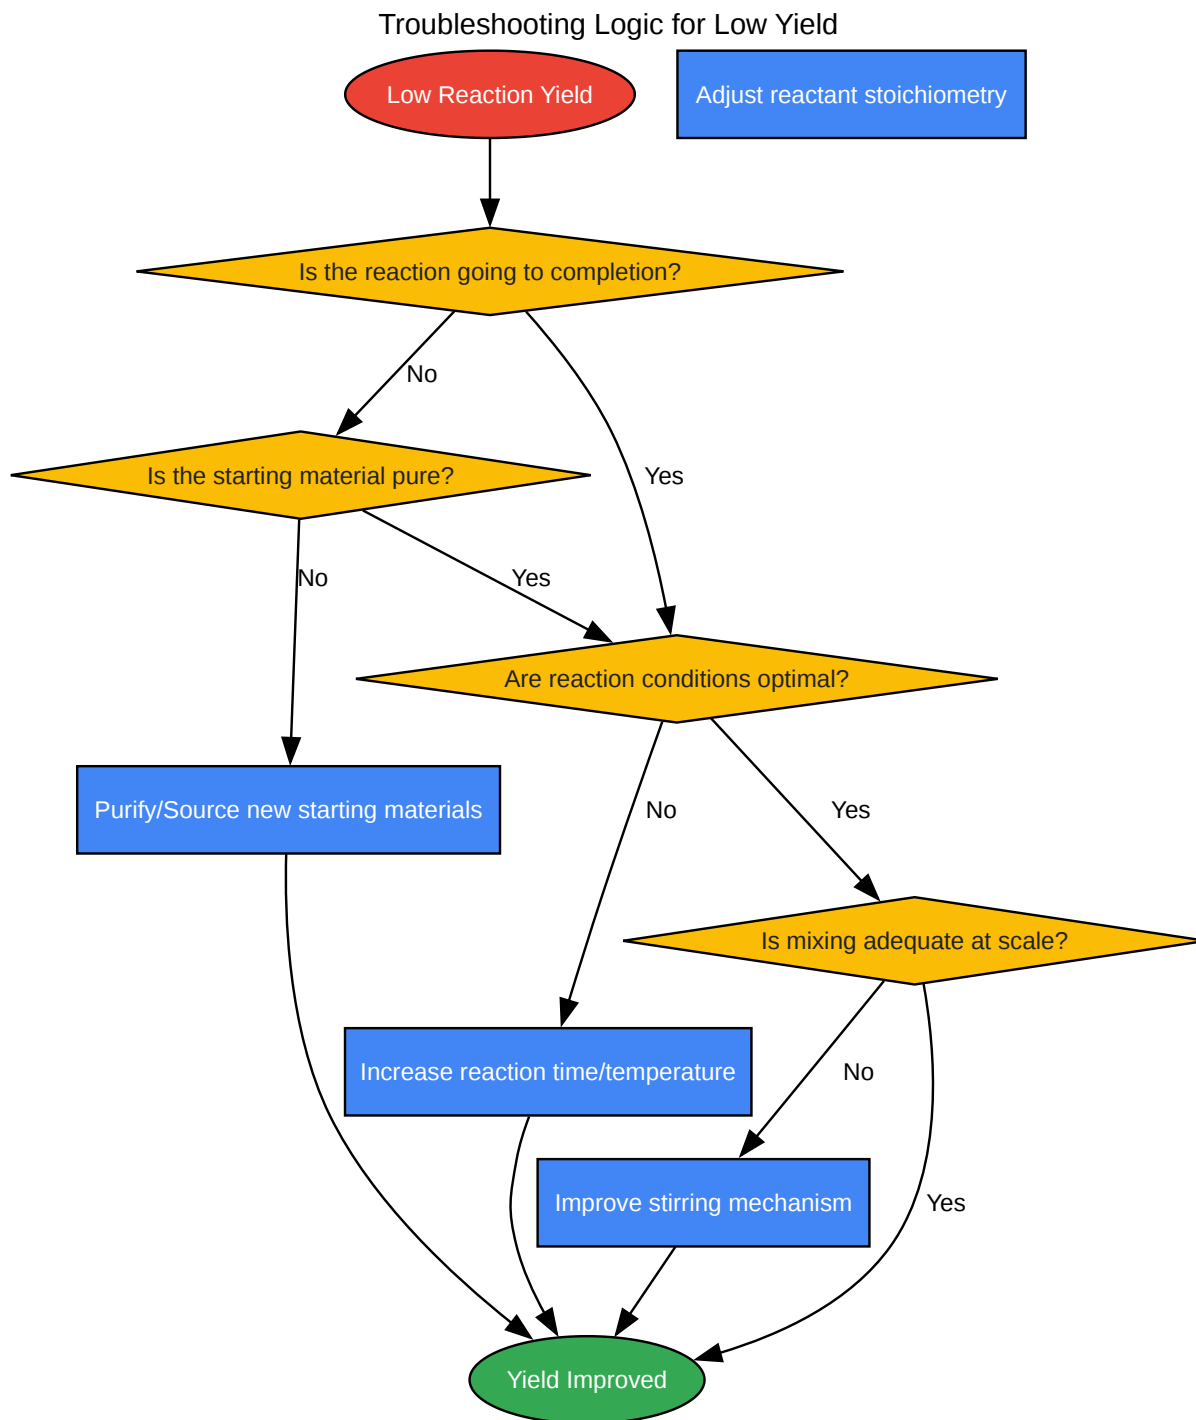 Troubleshooting Logic for Low Yield
Low Reaction Yield
Adjust reactant stoichiometry
Is the reaction going to completion?
No
Is the starting material pure?
Yes
No
Yes
Are reaction conditions optimal?
Purify/Source new starting materials
No
Yes
Is mixing adequate at scale?
Increase reaction time/temperature
No
Improve stirring mechanism
Yes
Yield Improved